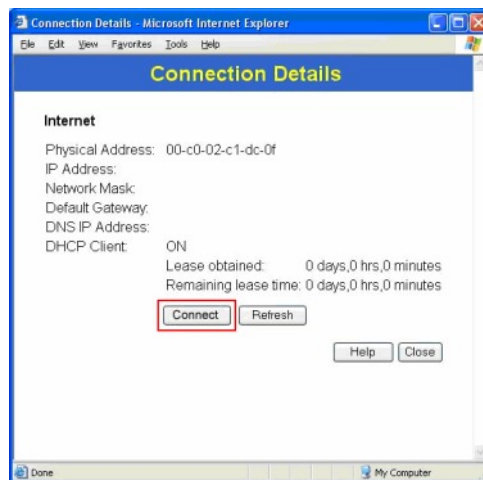 Connection Details - Microsoft Internet Explorer
File Edit View Favorites Tools Help
Connection Details
Internet
Physical Address: 00-c0-02-c1-dc-0f
IP Address:
Network Mask:
Default Gateway:
DNS IP Address:
DHCP Client: ON
Lease obtained: 0 days,0 hrs,0 minutes
Remaining lease time: 0 days,0 hrs,0 minutes
Connect Refresh
Help Close
Done My Computer